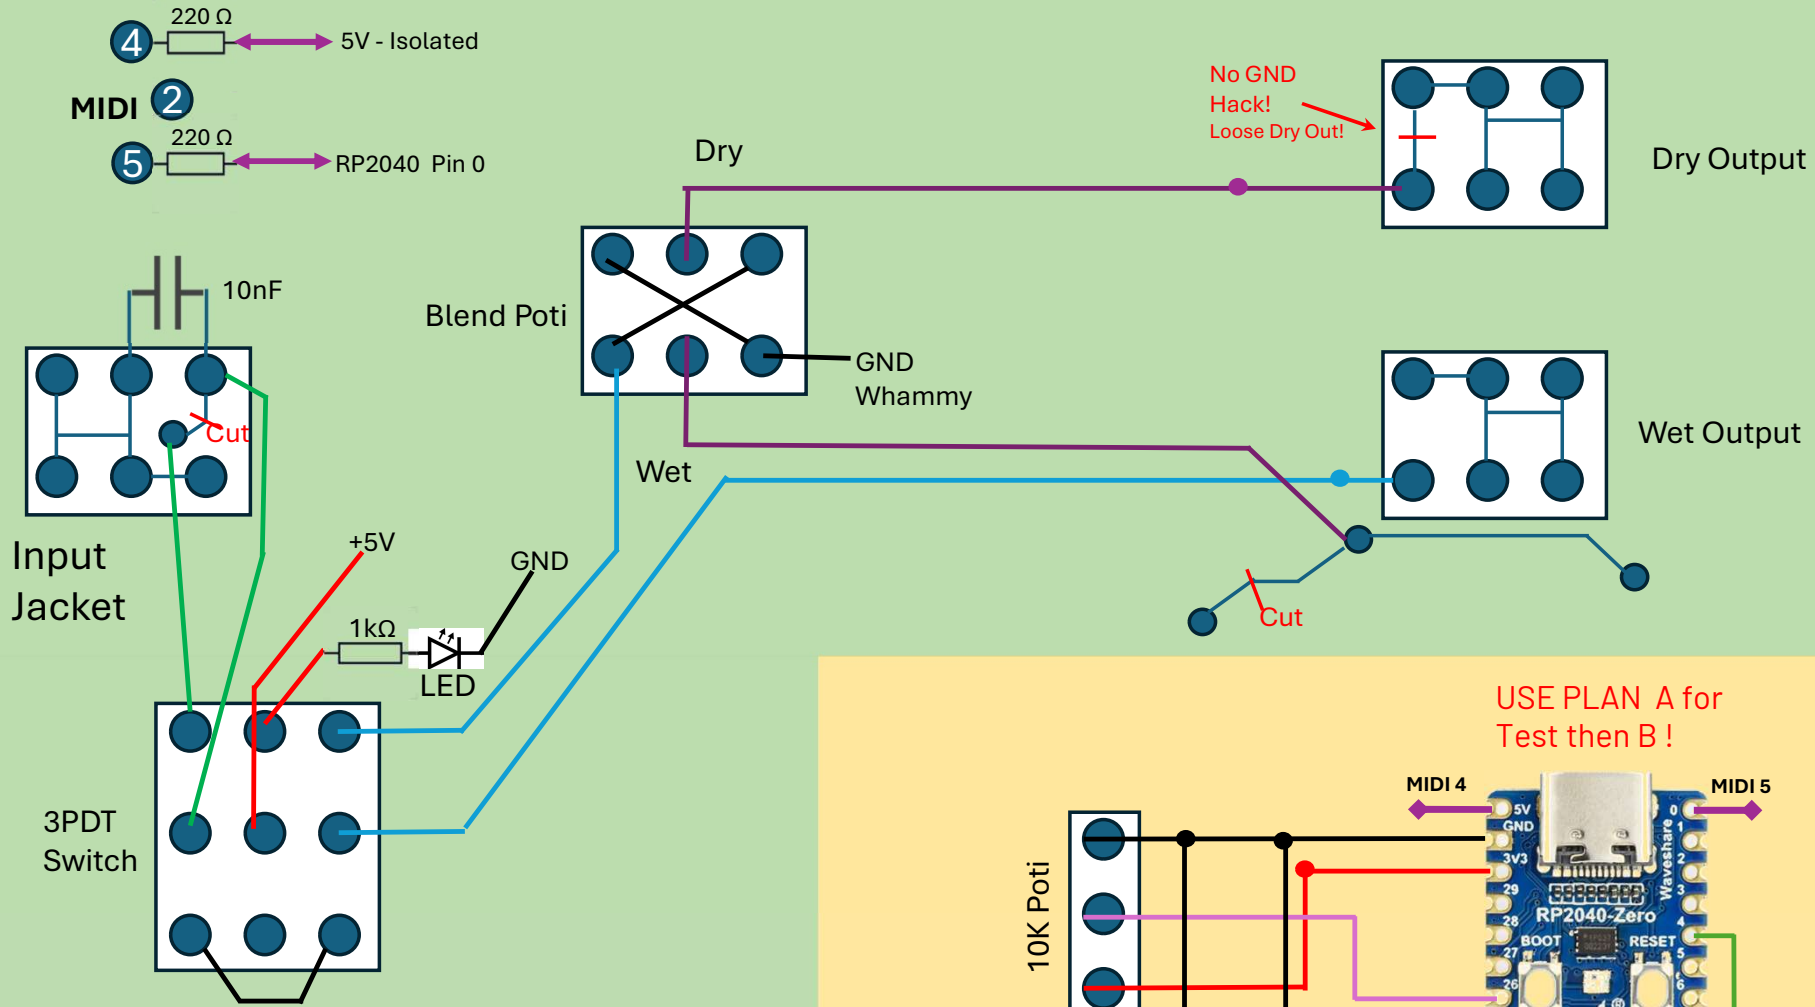 220 Ω
4
5V - Isolated
MIDI
2
220 Ω
5
RP2040 Pin 0
No GND
Hack!
Loose Dry Out!
Dry Output
Dry
10nF
Blend Poti
GND
Whammy
Cut
Wet Output
Wet
Input
Jacket
+5V
GND
1kΩ
LED
Cut
USE PLAN A for
Test then B !
MIDI 4
MIDI 5
3PDT
Switch
10K Poti
5V
GND
3V3
29
28
27
26
0
1
2
3
4
5
6
Waveshare
RP2040-Zero
BOOT
RESET